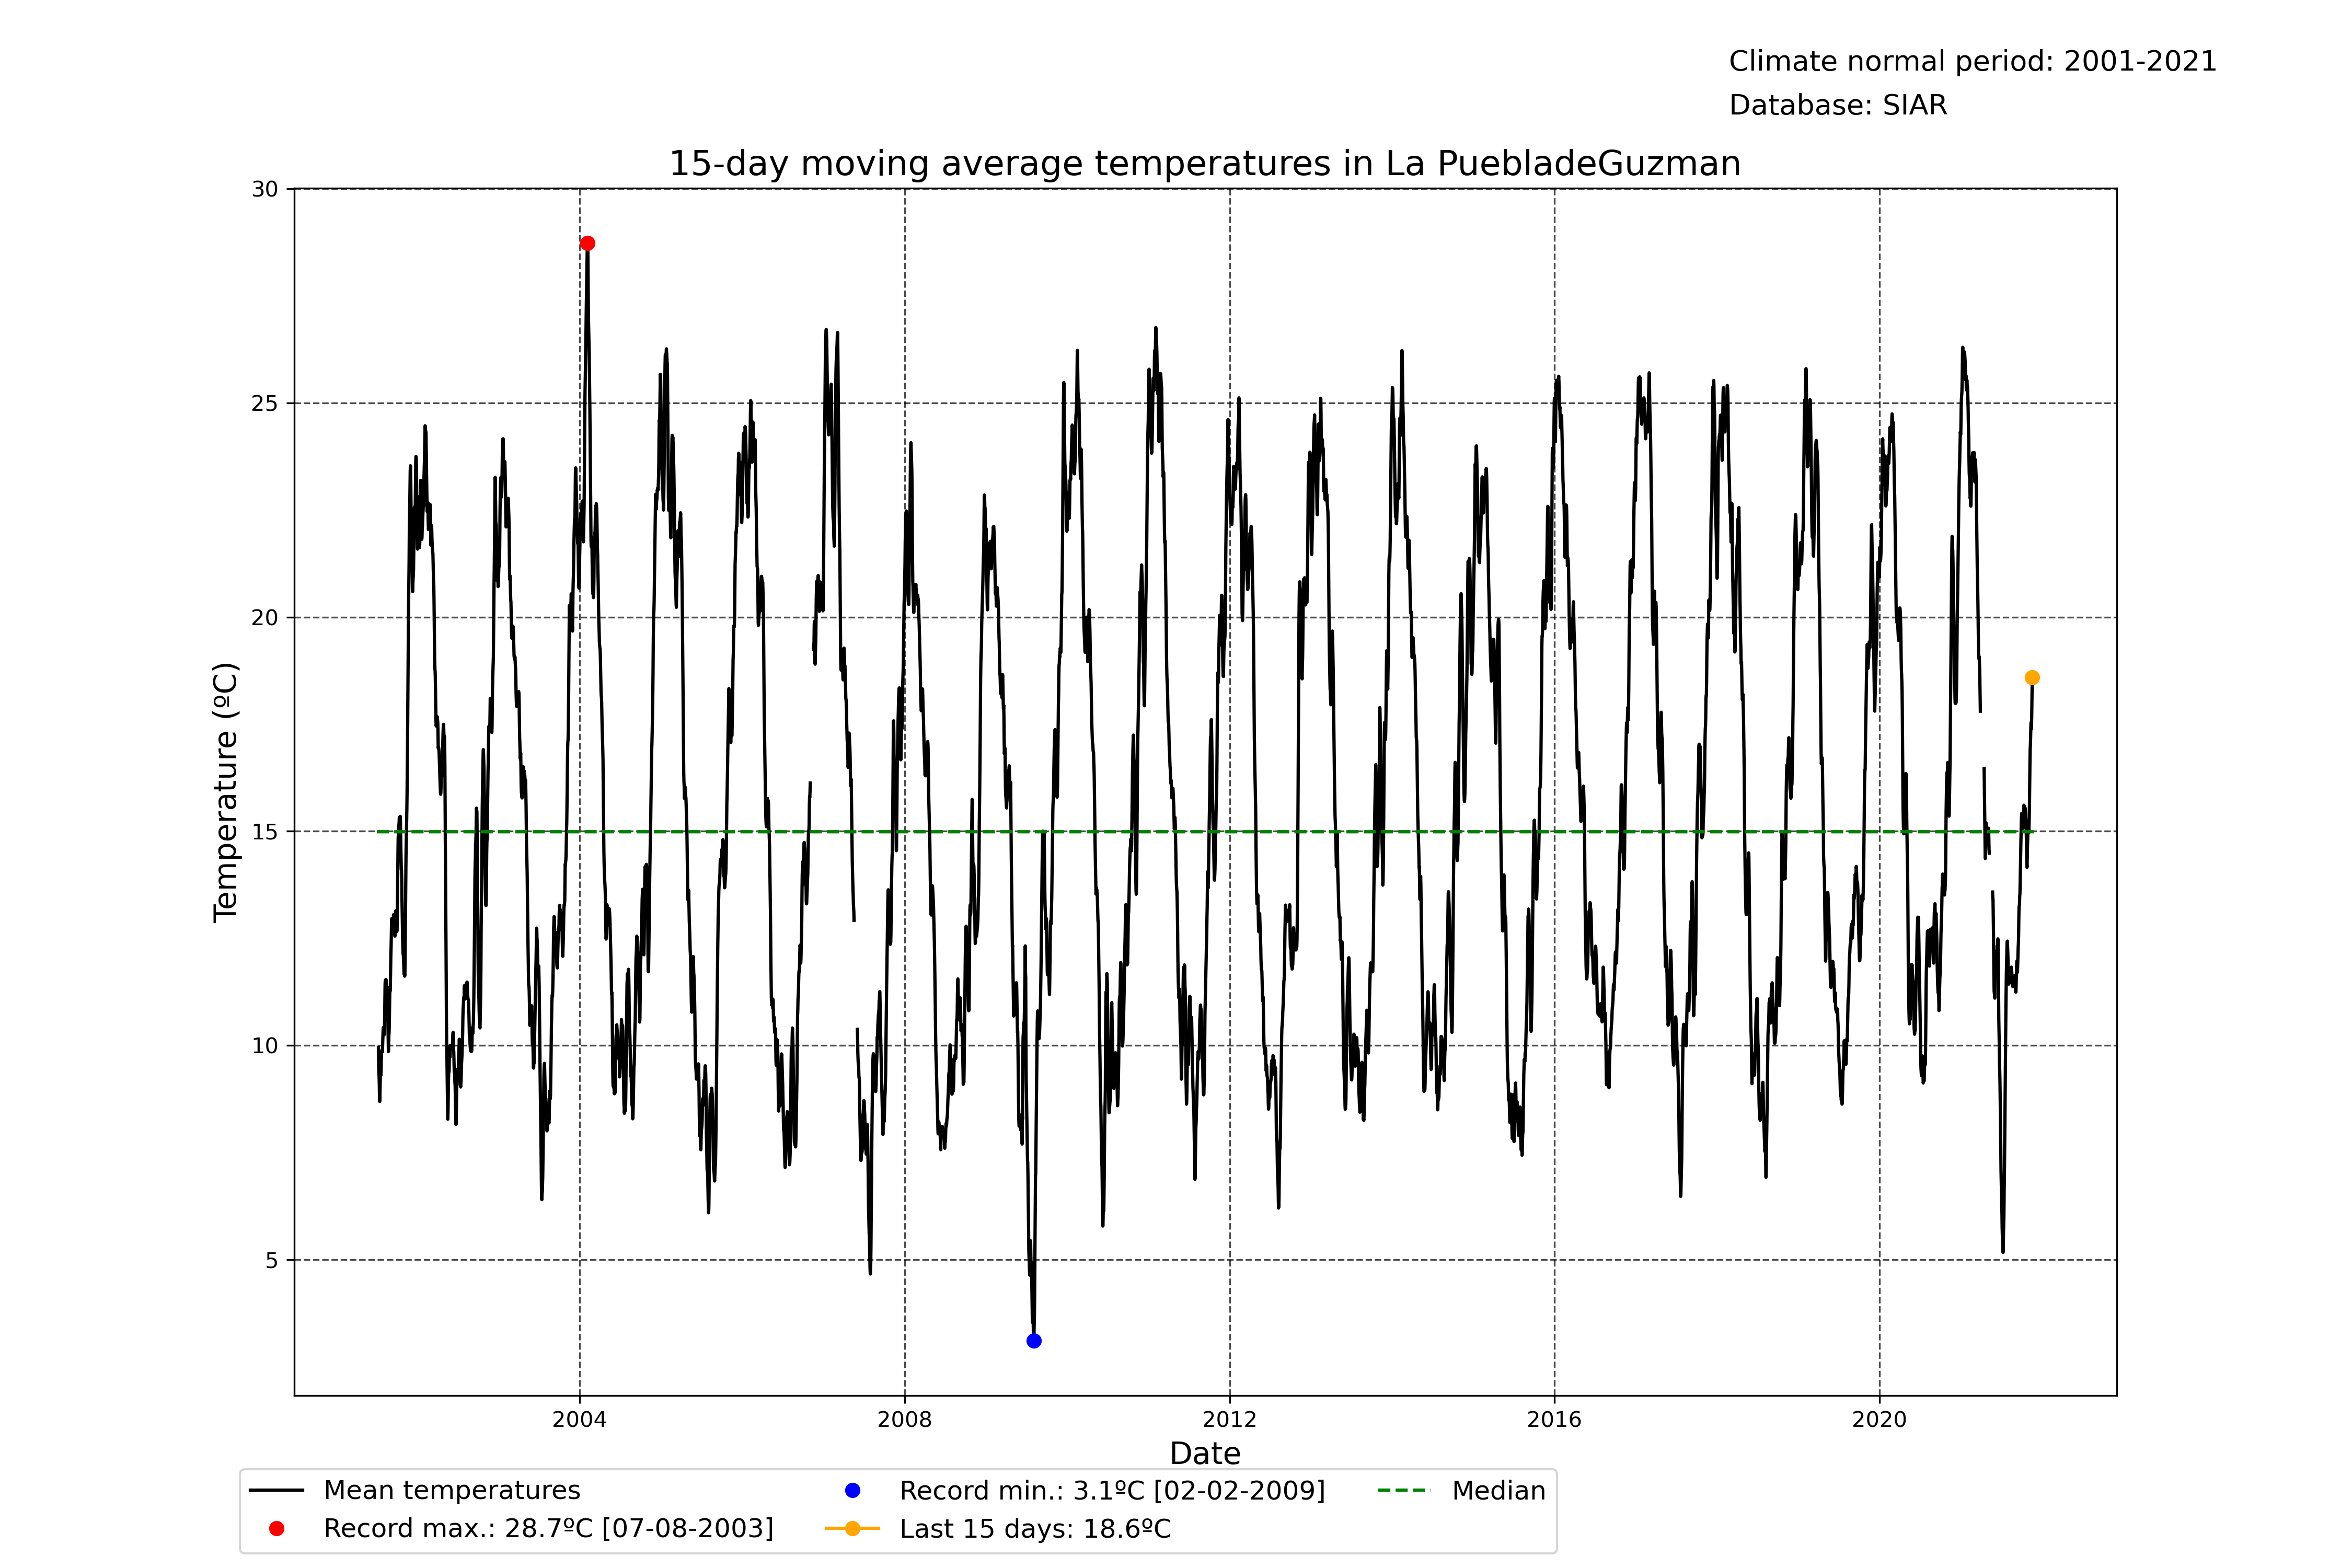 Climate normal period: 2001-2021
Database: SIAR
15-day moving average temperatures in La PuebladeGuzman
30
25
20
15
10
5
Temperature (ºC)
2004 2008 2012 2016 2020
Date
Mean temperatures
Record max.: 28.7ºC [07-08-2003]
Record min.: 3.1ºC [02-02-2009]
Last 15 days: 18.6ºC
Median